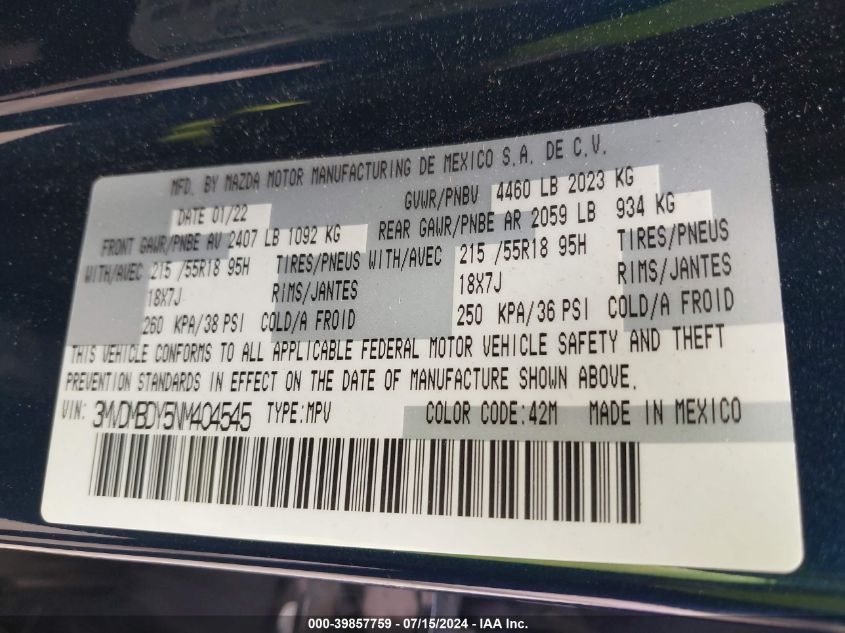 MFD. BY MAZDA MOTOR MANUFACTURING DE MEXICO S.A. DE C.V.
DATE 01/22 GVWR/PNBV 4460 LB 2023 KG
FRONT GAWR/PNBE AV 2407 LB 1092 KG REAR GAWR/PNBE AR 2059 LB 934 KG
WITH/AVEC 215 /55R18 95H TIRES/PNEUS WITH/AVEC 215 /55R18 95H TIRES/PNEUS
18X7J RIMS/JANTES 18X7J RIMS/JANTES
260 KPA/38 PSI COLD/A FROID 250 KPA/36 PSI COLD/A FROID
THIS VEHICLE CONFORMS TO ALL APPLICABLE FEDERAL MOTOR VEHICLE SAFETY AND THEFT
PREVENTION STANDARDS IN EFFECT ON THE DATE OF MANUFACTURE SHOWN ABOVE.
VIN: 3MVDMBDY5NM404545 TYPE:MPV COLOR CODE:42M MADE IN MEXICO
000-39857759 - 07/15/2024 - © IAA, Inc.